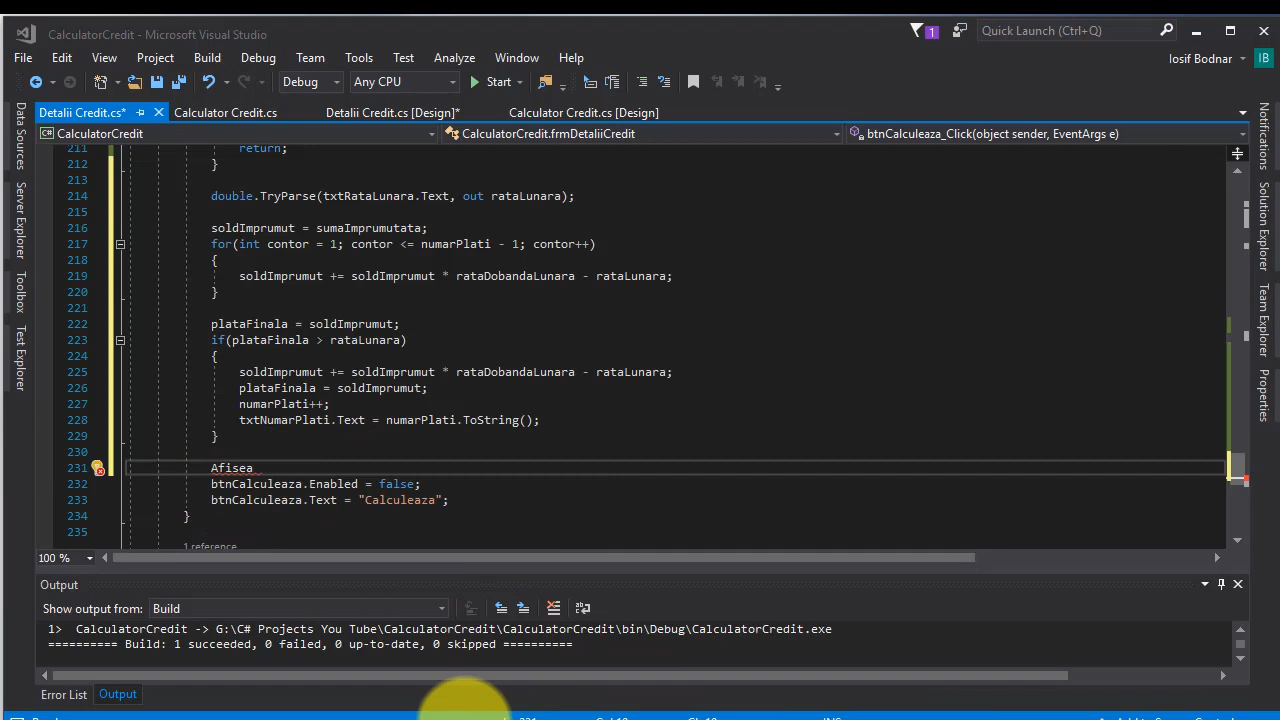 CalculatorCredit - Microsoft Visual Studio
1
Quick Launch (Ctrl+Q)
File Edit View Project Build Debug Team Tools Test Analyze Window Help
Iosif Bodnar IB
Debug Any CPU Start
Detalii Credit.cs* Calculator Credit.cs Detalii Credit.cs [Design]* Calculator Credit.cs [Design]
C# CalculatorCredit CalculatorCredit.frmDetaliiCredit btnCalculeaza_Click(object sender, EventArgs e)
Data Sources
Server Explorer
Toolbox
Test Explorer
Notifications
Solution Explorer
Team Explorer
Properties
211 return;
212 }
213
214 double.TryParse(txtRataLunara.Text, out rataLunara);
215
216 soldImprumut = sumaImprumutata;
217 for(int contor = 1; contor <= numarPlati - 1; contor++)
218 {
219 soldImprumut += soldImprumut * rataDobandaLunara - rataLunara;
220 }
221
222 plataFinala = soldImprumut;
223 if(plataFinala > rataLunara)
224 {
225 soldImprumut += soldImprumut * rataDobandaLunara - rataLunara;
226 plataFinala = soldImprumut;
227 numarPlati++;
228 txtNumarPlati.Text = numarPlati.ToString();
229 }
230
231 Afisea
232 btnCalculeaza.Enabled = false;
233 btnCalculeaza.Text = "Calculeaza";
234 }
235
1 reference
100 %
Output
Show output from: Build
1> CalculatorCredit -> G:\C# Projects You Tube\CalculatorCredit\CalculatorCredit\bin\Debug\CalculatorCredit.exe
========== Build: 1 succeeded, 0 failed, 0 up-to-date, 0 skipped ==========
Error List Output